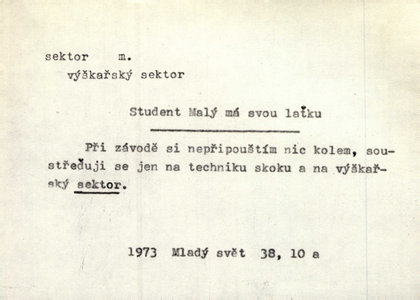 sektor m.
výškařský sektor
Student Malý má svou laťku
Při závodě si nepřipouštím nic kolem, sou-
střeďuji se jen na techniku skoku a na výškař-
ský sektor.
1973 Mladý svět 38, 10 a